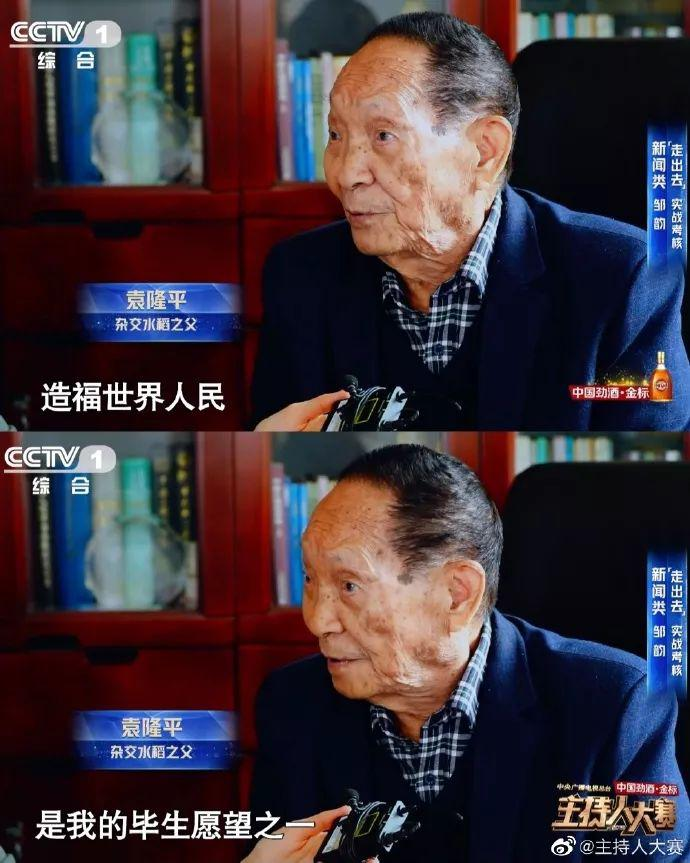 CCTV 1
综合
「走出去」实战考核
新闻类 邹韵
袁隆平
杂交水稻之父
造福世界人民
中国劲酒·金标
CCTV 1
综合
「走出去」实战考核
新闻类 邹韵
袁隆平
杂交水稻之父
中央广播电视总台
中国劲酒·金标
主持人大赛
是我的毕生愿望之一
@主持人大赛